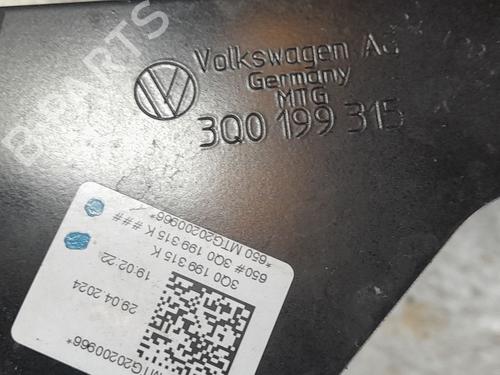 Volkswagen AG
Germany
MTG
3Q0 199 315
*650 MTG20200966*
650# 3Q0 199 315 K ###
3Q0 199 315 K
29.04.2024 19:02:22
MTG20200966*